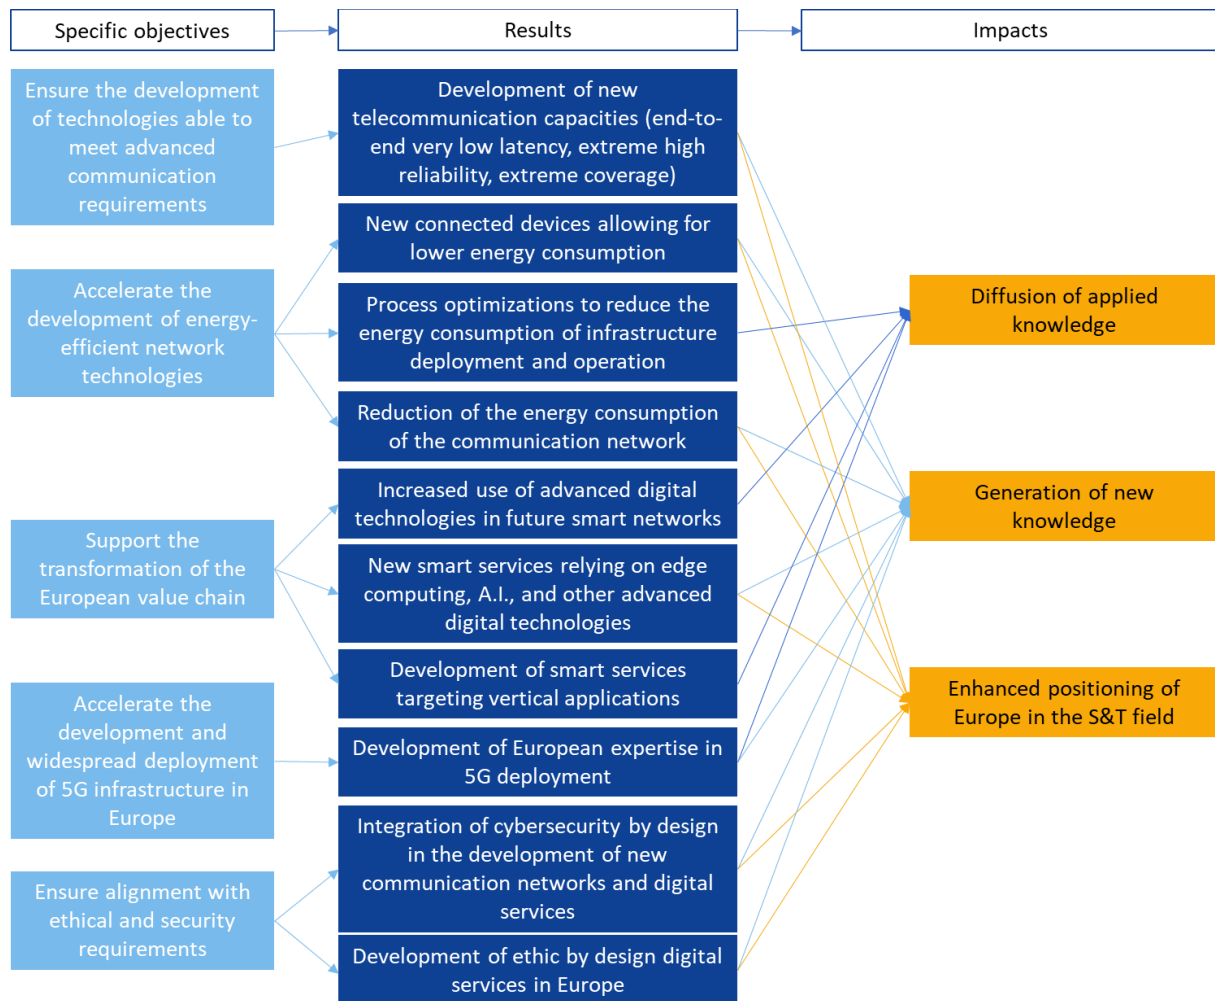 Specific objectives
Results
Impacts
Ensure the development
of technologies able to
meet advanced
communication
requirements
Accelerate the
development of energy-
efficient network
technologies
Support the
transformation of the
European value chain
Accelerate the
development and
widespread deployment
of 5G infrastructure in
Europe
Ensure alignment with
ethical and security
requirements
Development of new
telecommunication capacities (end-to-
end very low latency, extreme high
reliability, extreme coverage)
New connected devices allowing for
lower energy consumption
Process optimizations to reduce the
energy consumption of infrastructure
deployment and operation
Reduction of the energy consumption
of the communication network
Increased use of advanced digital
technologies in future smart networks
New smart services relying on edge
computing, A.I., and other advanced
digital technologies
Development of smart services
targeting vertical applications
Development of European expertise in
5G deployment
Integration of cybersecurity by design
in the development of new
communication networks and digital
services
Development of ethic by design digital
services in Europe
Diffusion of applied
knowledge
Generation of new
knowledge
Enhanced positioning of
Europe in the S&T field